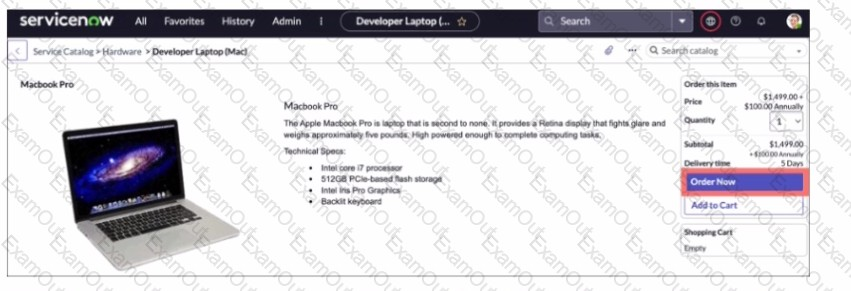 servicenow All Favorites History Admin Developer Laptop (... ☆ Search
Service Catalog > Hardware > Developer Laptop (Mac) Search catalog
Macbook Pro
Macbook Pro
The Apple Macbook Pro is laptop that is second to none. It provides a Retina display that fights glare and
weighs approximately five pounds. High powered enough to complete computing tasks.
Technical Specs:
• Intel core i7 processor
• 512GB PCIe-based flash storage
• Intel Iris Pro Graphics
• Backlit keyboard
Order this Item
Price $1,499.00 +
$100.00 Annually
Quantity 1
Subtotal $1,499.00
+ $100.00 Annually
Delivery time 5 Days
Order Now
Add to Cart
Shopping Cart
Empty
ExamOut